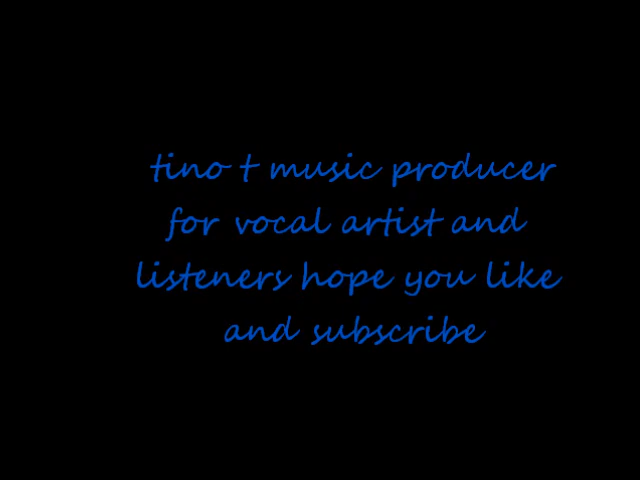 tino t music producer
for vocal artist and
listeners hope you like
and subscribe